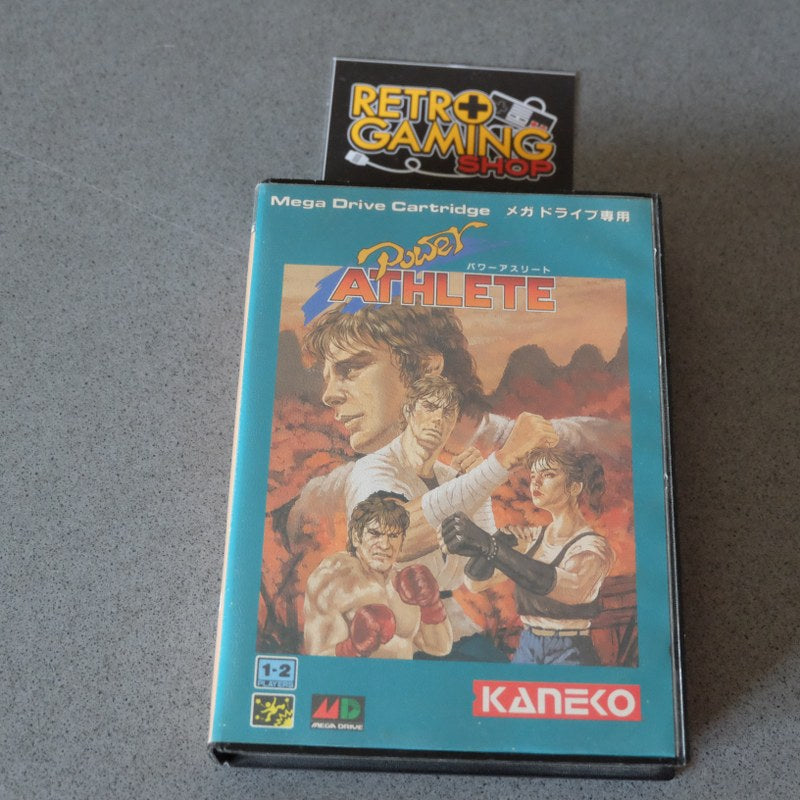 RETRO
GAMING
SHOP
Mega Drive Cartridge メガドライブ専用
Power
パワーアスリート
ATHLETE
1-2
PLAYERS
MD
MEGA DRIVE
KANEKO